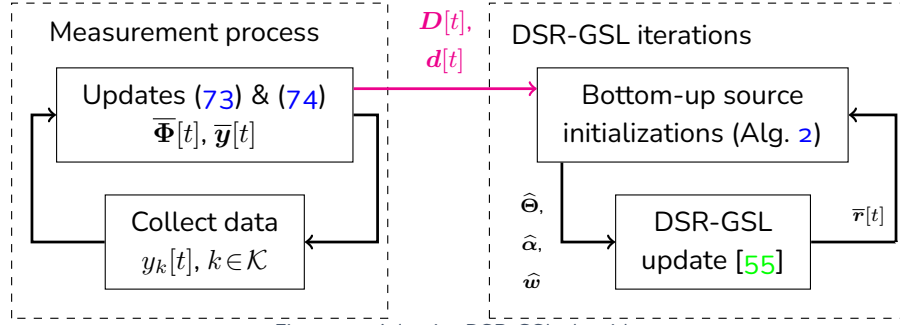 Measurement process
Updates (73) & (74)
𝚽̅[t], 𝒚̅[t]
Collect data
yₖ[t], k∈𝒦
𝑫[t],
𝒅[t]
DSR-GSL iterations
Bottom-up source
initializations (Alg. 2)
𝚯̂,
𝜶̂,
𝒘̂
DSR-GSL
update [55]
𝒓̅[t]